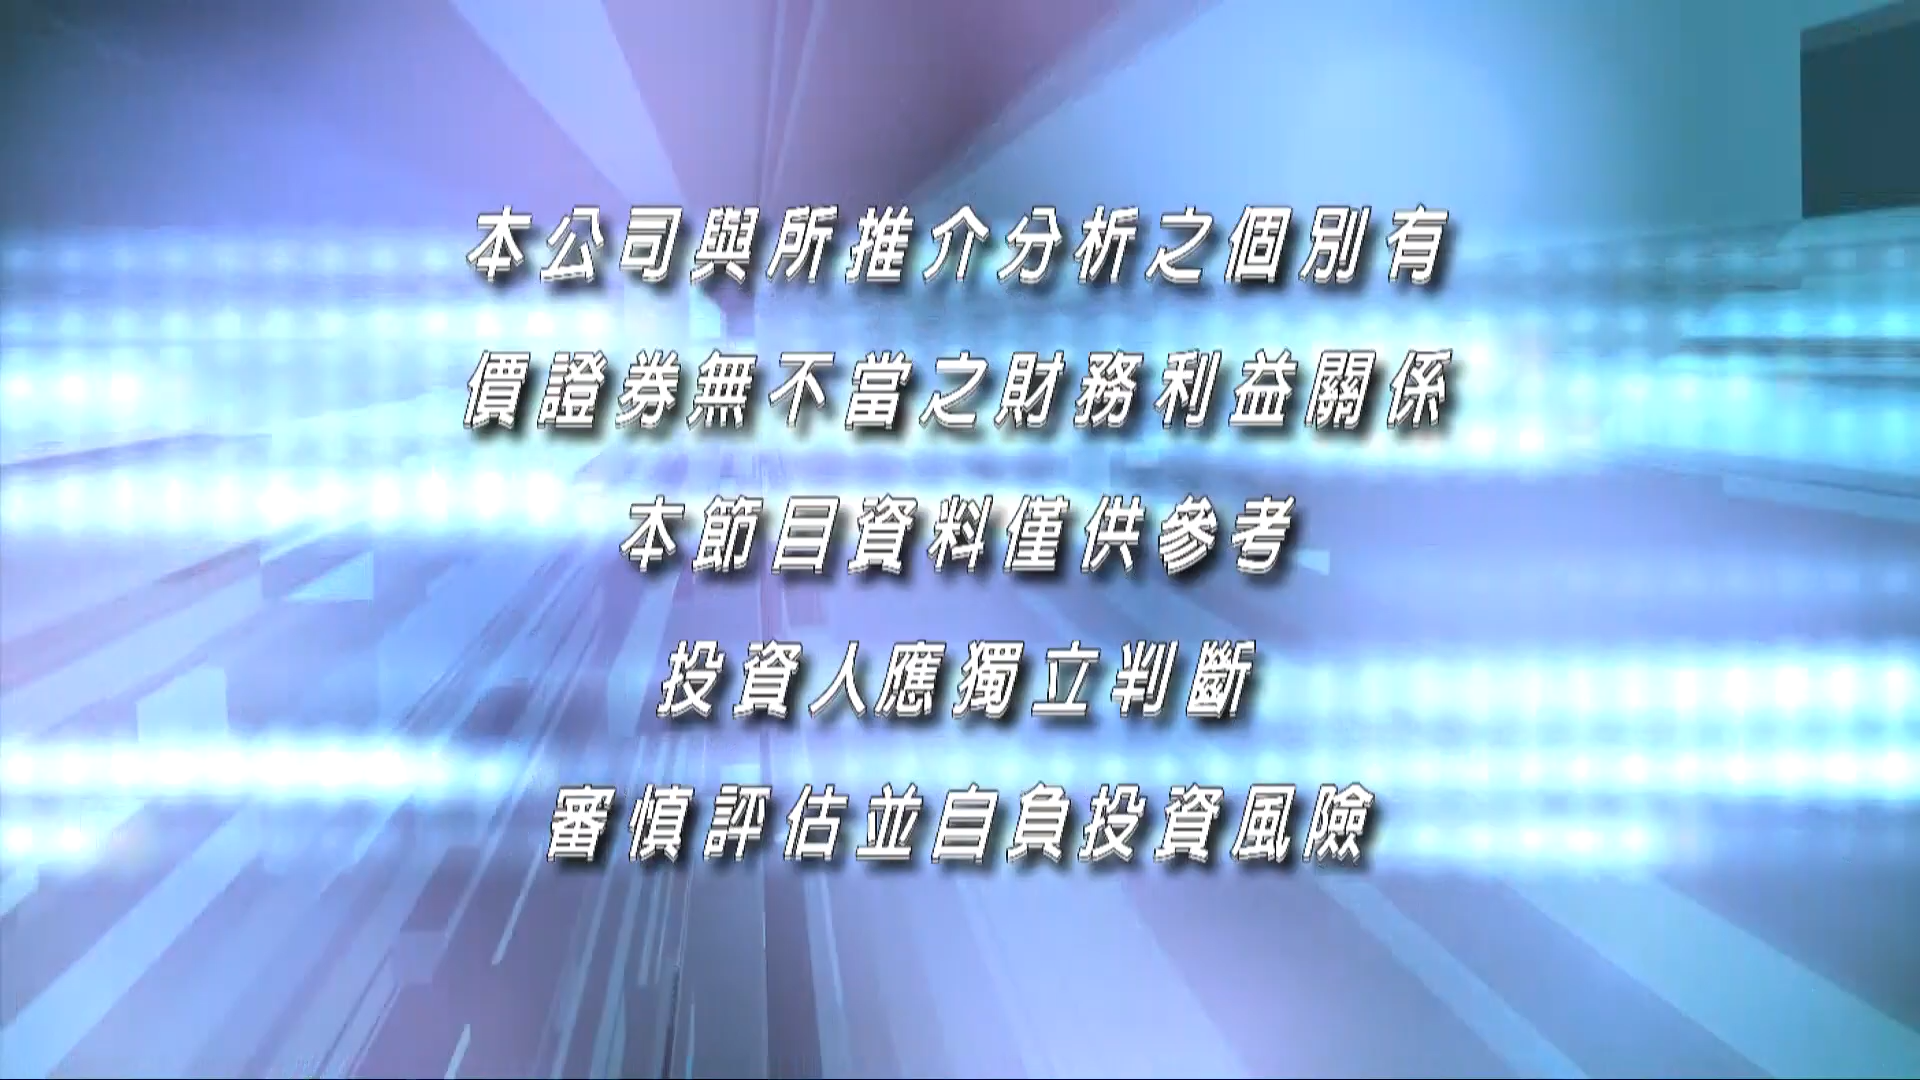 本公司與所推介分析之個別有
價證券無不當之財務利益關係
本節目資料僅供參考
投資人應獨立判斷
審慎評估並自負投資風險